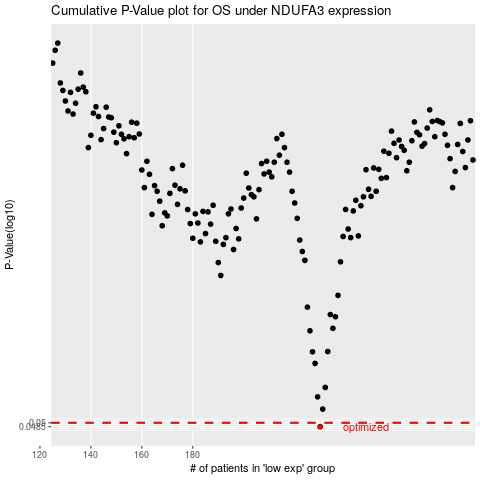 Cumulative P-Value plot for OS under NDUFA3 expression
P-Value(log10)
0.05
0.0485
optimized
120 140 160 180
# of patients in 'low exp' group